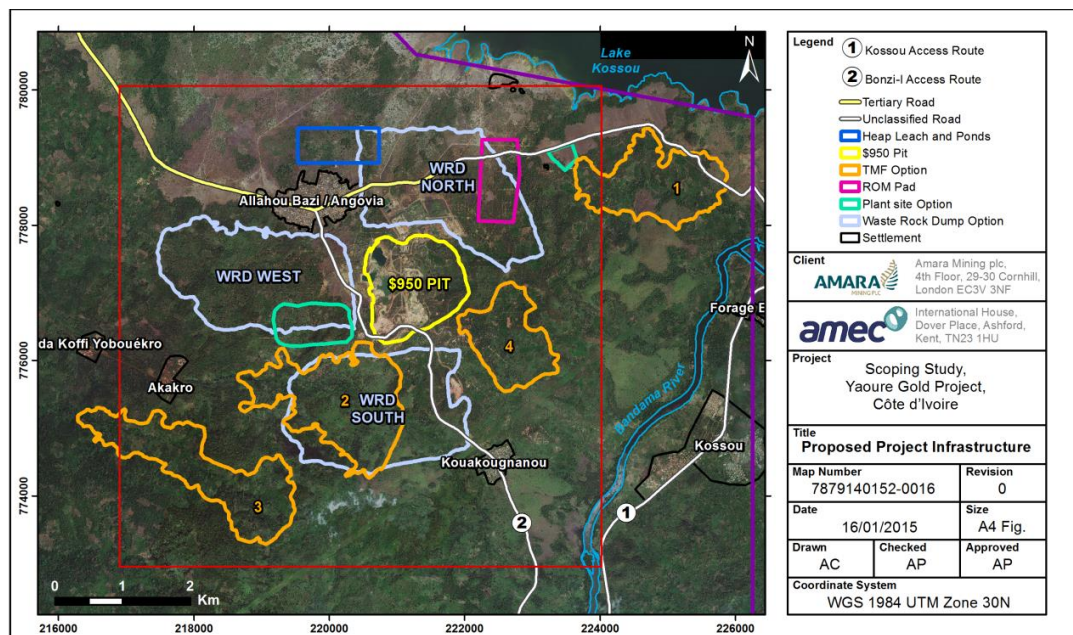 780000
778000
776000
774000
216000
218000
220000
222000
224000
226000
Lake
Kossou
N
WRD
NORTH
1
Allahou Bazi / Angovia
WRD WEST
$950 PIT
4
Forage E
da Koffi Yobouékro
Akakro
2
WRD
SOUTH
Bandama River
Kossou
Kouakougnanou
3
1
2
0
2
Km
Legend
1 Kossou Access Route
2 Bonzi-I Access Route
Tertiary Road
Unclassified Road
Heap Leach and Ponds
$950 Pit
TMF Option
ROM Pad
Plant site Option
Waste Rock Dump Option
Settlement
Client
AMARA
MINING PLC
Amara Mining plc,
4th Floor, 29-30 Cornhill,
London EC3V 3NF
amec
International House,
Dover Place, Ashford,
Kent, TN23 1HU
Project
Scoping Study,
Yaoure Gold Project,
Côte d'Ivoire
Title
Proposed Project Infrastructure
Map Number
7879140152-0016
Revision
0
Date
16/01/2015
Size
A4 Fig.
Drawn
AC
Checked
AP
Approved
AP
Coordinate System
WGS 1984 UTM Zone 30N